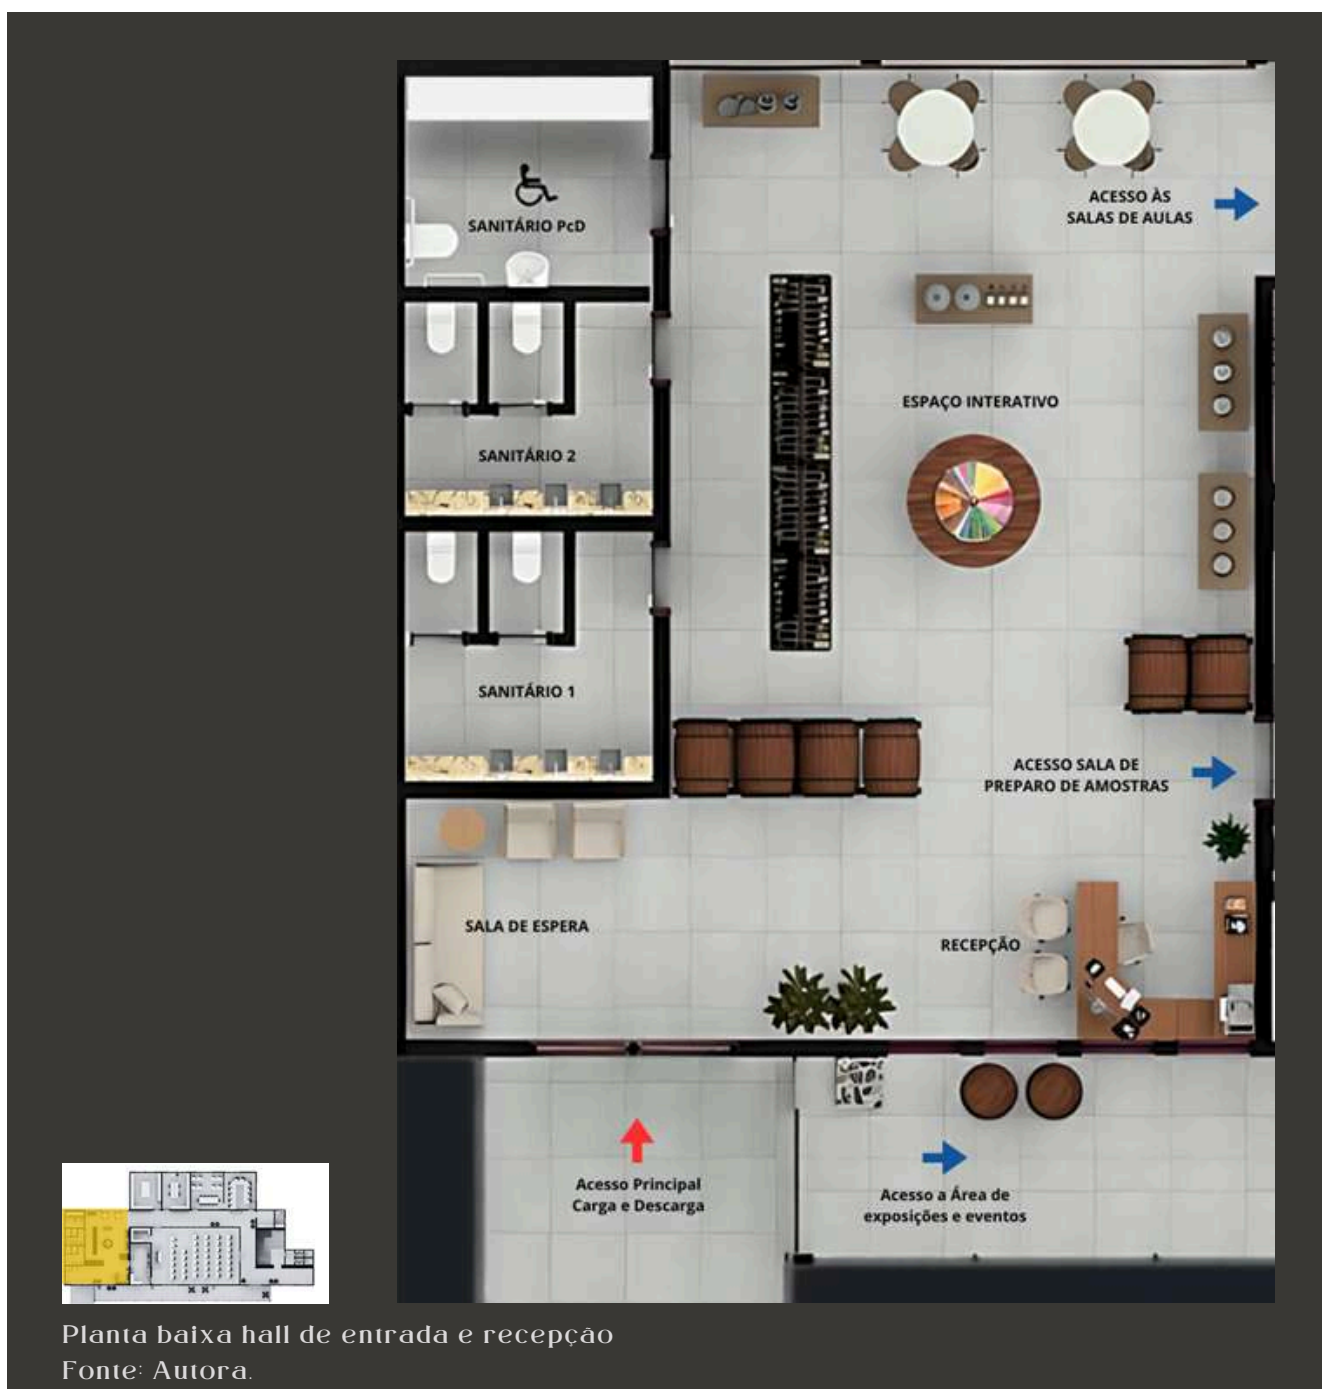 SANITÁRIO PcD
ACESSO ÀS
SALAS DE AULAS
ESPAÇO INTERATIVO
SANITÁRIO 2
SANITÁRIO 1
ACESSO SALA DE
PREPARO DE AMOSTRAS
SALA DE ESPERA
RECEPÇÃO
Acesso Principal
Carga e Descarga
Acesso a Área de
exposições e eventos
Planta baixa hall de entrada e recepção
Fonte: Autora.